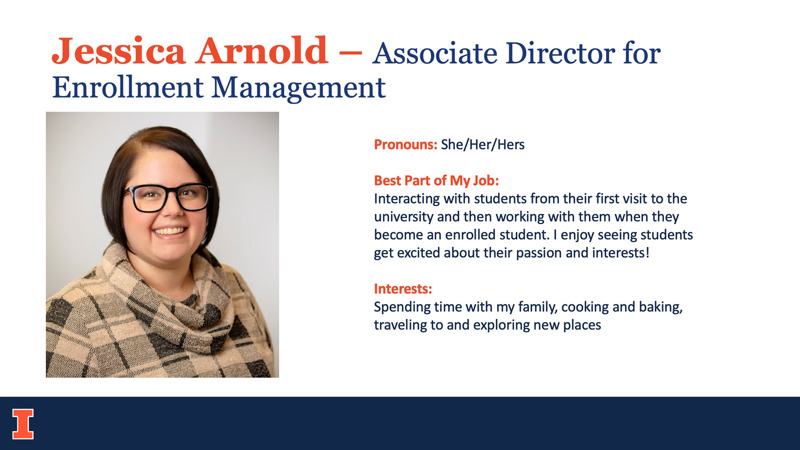 Jessica Arnold – Associate Director for
Enrollment Management
Pronouns: She/Her/Hers
Best Part of My Job:
Interacting with students from their first visit to the
university and then working with them when they
become an enrolled student. I enjoy seeing students
get excited about their passion and interests!
Interests:
Spending time with my family, cooking and baking,
traveling to and exploring new places
I